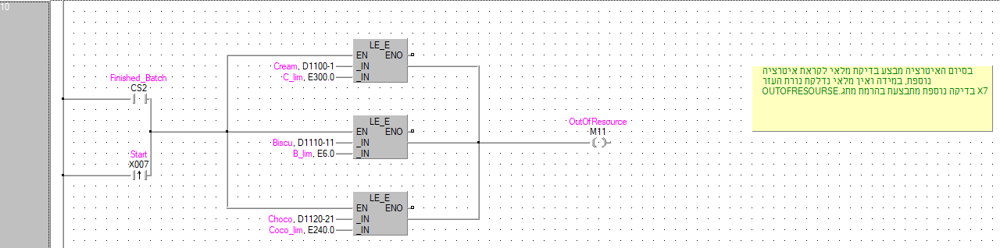 10
LE_E
EN ENO
Cream, D1100-1 _IN
C_lim, E300.0 _IN
Finished_Batch
CS2
LE_E
EN ENO
Biscu, D1110-11 _IN
B_lim, E6.0 _IN
Start
X007
LE_E
EN ENO
Choco, D1120-21 _IN
Coco_lim, E240.0 _IN
OutOfResource
M11
בסיום האיטרציה מבצע בדיקת מלאי לקראת איטרציה
נוספת, במידה ואין מלאי נדלקת נורת העזר
OUTOFRESOURSE.בדיקה נוספת מתבצעת בהרמת מתג X7